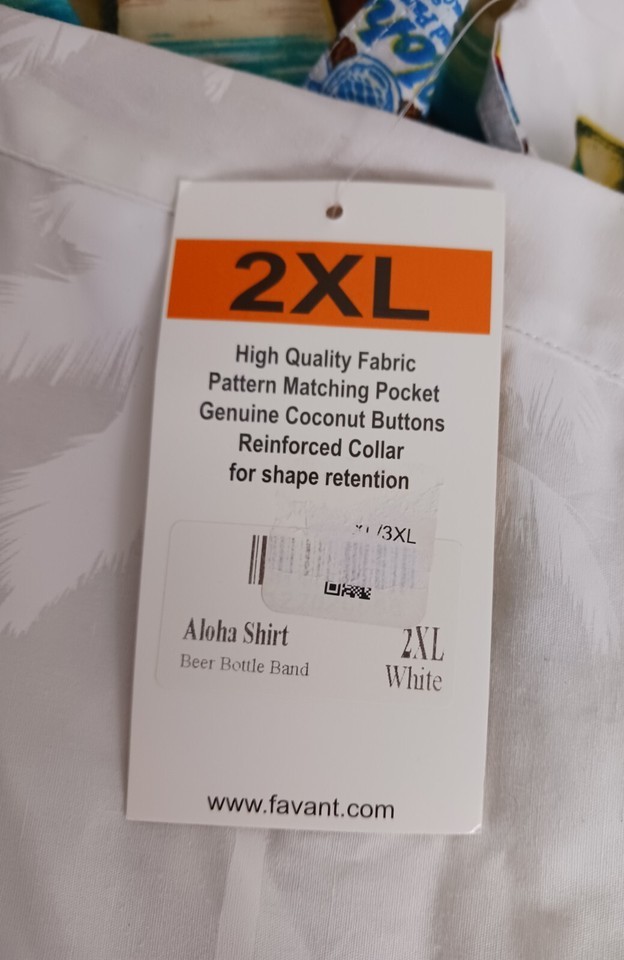 2XL
High Quality Fabric
Pattern Matching Pocket
Genuine Coconut Buttons
Reinforced Collar
for shape retention
/3XL
Aloha Shirt
2XL
Beer Bottle Band
White
www.favant.com